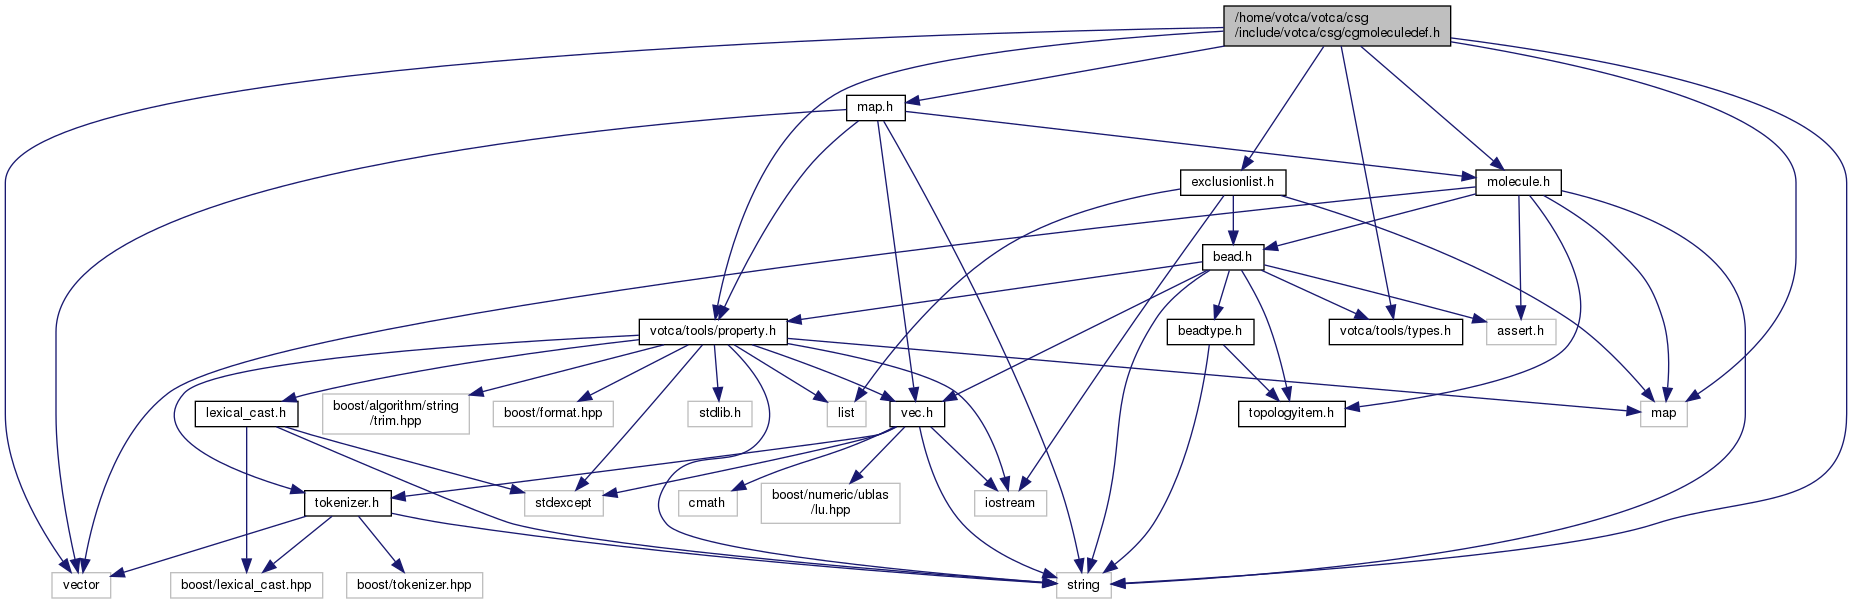 /home/votca/votca/csg
/include/votca/csg/cgmoleculedef.h
map.h
exclusionlist.h
molecule.h
bead.h
votca/tools/property.h
beadtype.h
votca/tools/types.h
assert.h
lexical_cast.h
boost/algorithm/string
/trim.hpp
boost/format.hpp
stdlib.h
list
vec.h
topologyitem.h
map
tokenizer.h
stdexcept
cmath
boost/numeric/ublas
/lu.hpp
iostream
vector
boost/lexical_cast.hpp
boost/tokenizer.hpp
string